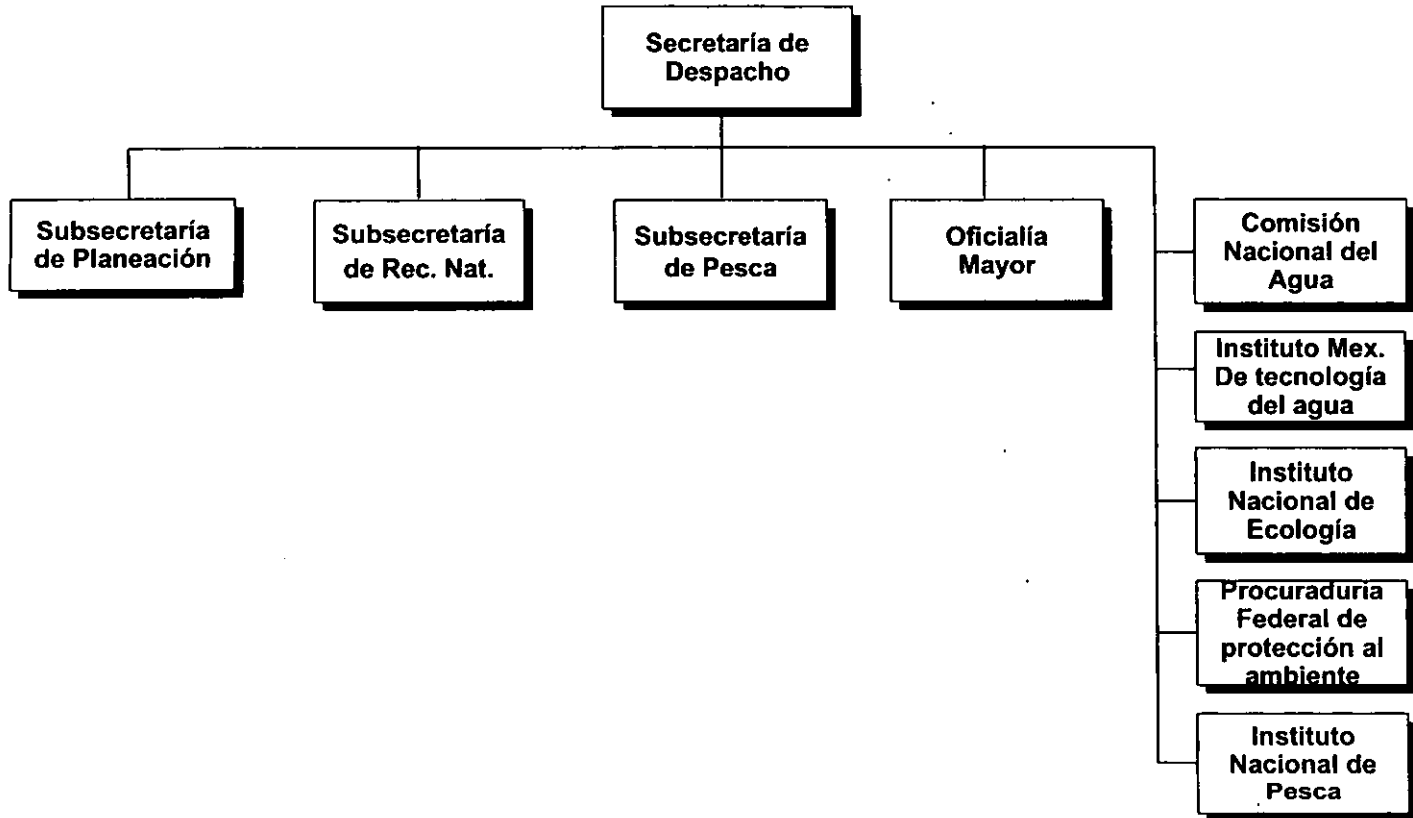 Secretaría de
Despacho
Subsecretaría
de Planeación
Subsecretaría
de Rec. Nat.
Subsecretaría
de Pesca
Oficialía
Mayor
Comisión
Nacional del
Agua
Instituto Mex.
De tecnología
del agua
Instituto
Nacional de
Ecología
Procuraduría
Federal de
protección al
ambiente
Instituto
Nacional de
Pesca